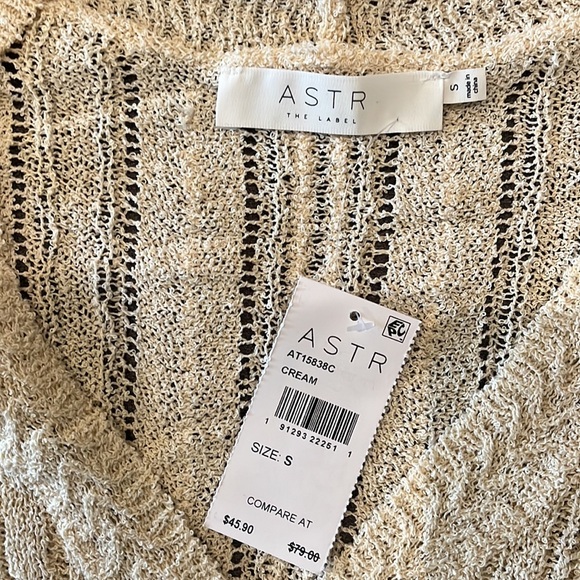 ASTR
THE LABEL
S
made in
china
ASTR
AT15838C
CREAM
1 91293 22251 1
SIZE: S
COMPARE AT
$45.90
$79.00